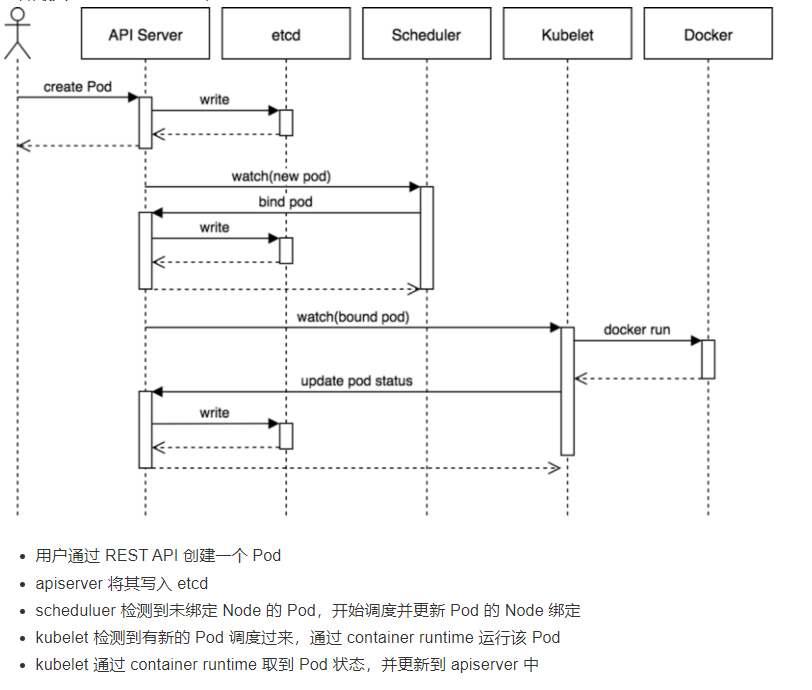 API Server
etcd
Scheduler
Kubelet
Docker
create Pod
write
watch(new pod)
bind pod
write
watch(bound pod)
docker run
update pod status
write
用户通过 REST API 创建一个 Pod
apiserver 将其写入 etcd
scheduluer 检测到未绑定 Node 的 Pod，开始调度并更新 Pod 的 Node 绑定
kubelet 检测到有新的 Pod 调度过来，通过 container runtime 运行该 Pod
kubelet 通过 container runtime 取到 Pod 状态，并更新到 apiserver 中